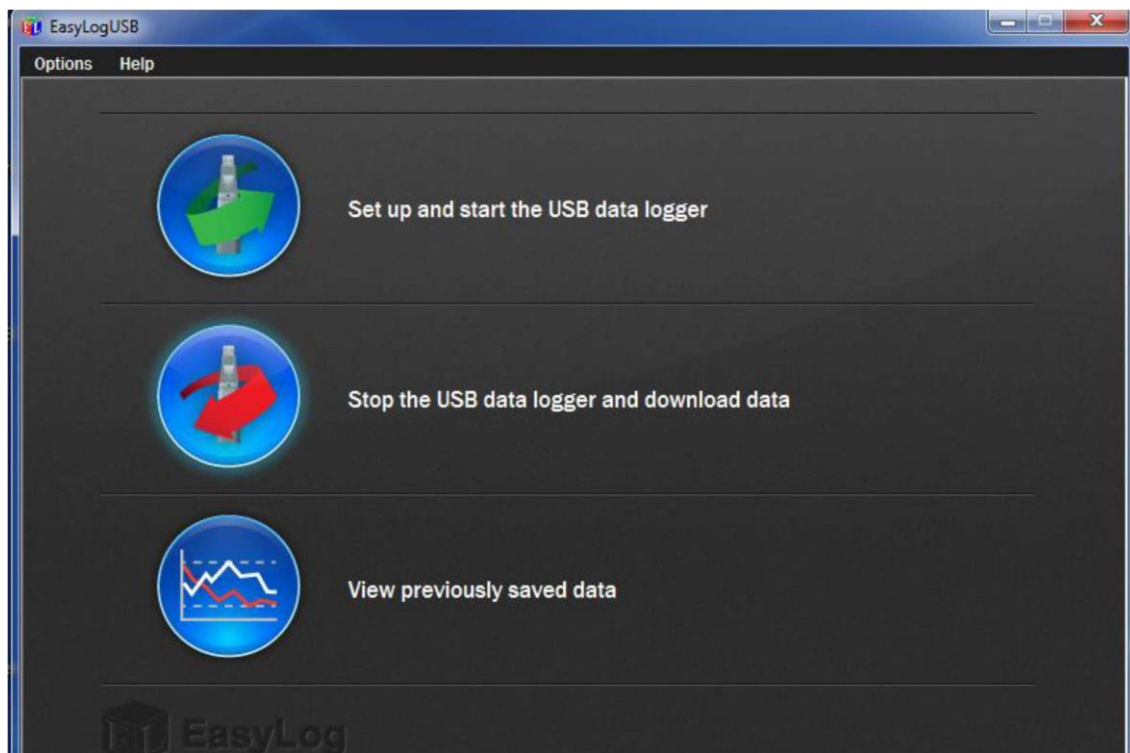 EasyLogUSB
Options Help
Set up and start the USB data logger
Stop the USB data logger and download data
View previously saved data
EasyLog